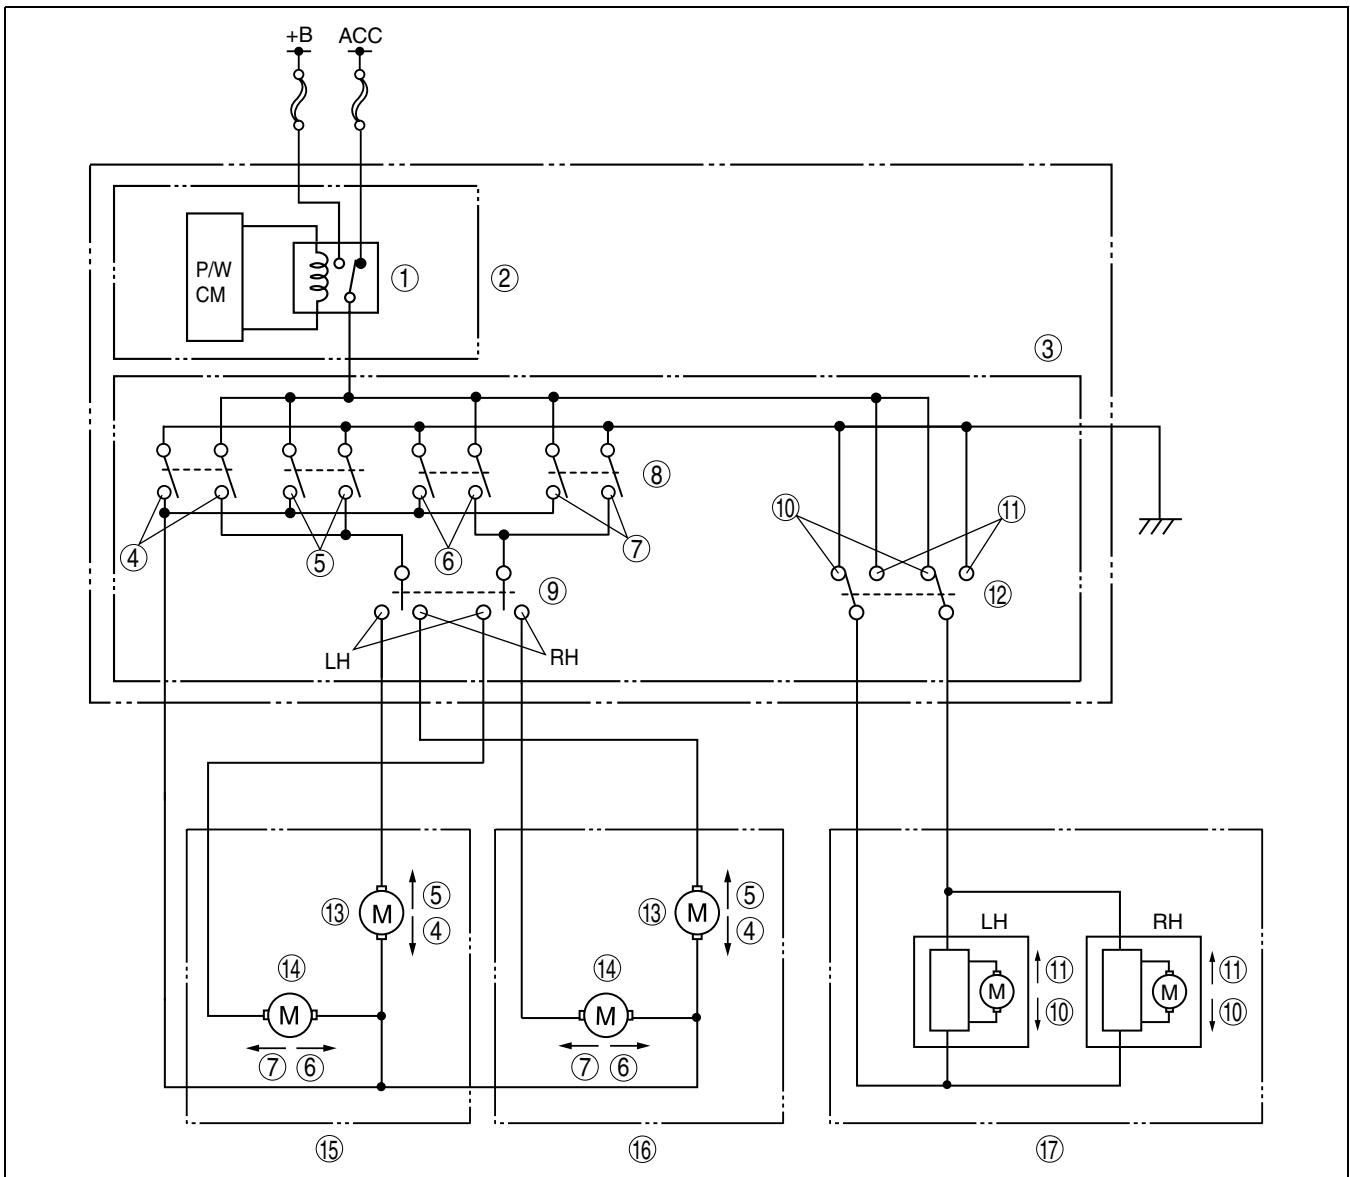 +B ACC
P/W
CM
① ②
③
⑧
④ ⑤ ⑥ ⑦
⑩ ⑪
⑨ ⑫
LH RH
⑬ M ⑤ ④
⑬ M ⑤ ④
⑭ M
⑦ ⑥
⑭ M
⑦ ⑥
LH RH
M ⑪ ⑩
M ⑪ ⑩
⑮ ⑯ ⑰